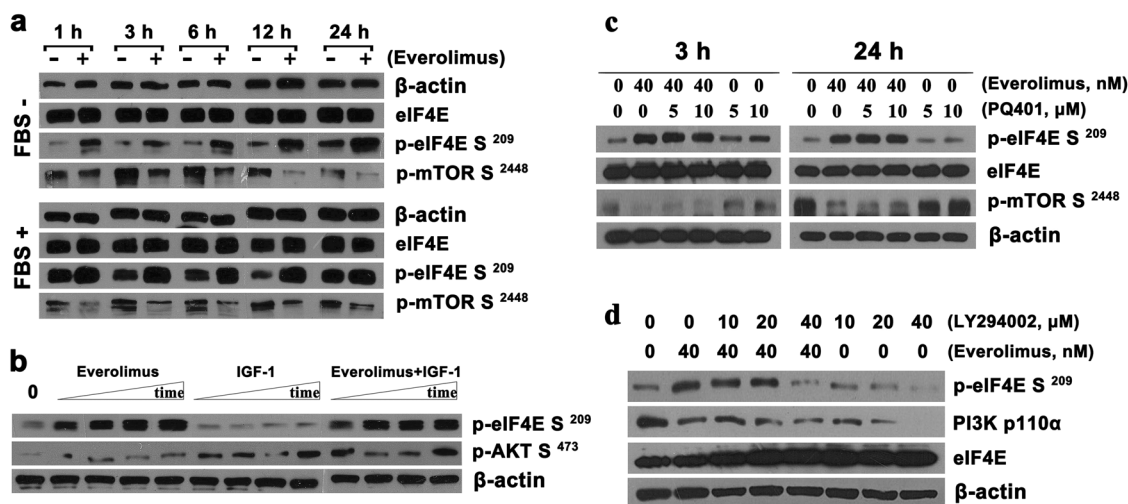 a
1 h 3 h 6 h 12 h 24 h
– + – + – + – + – + (Everolimus)
FBS -
β-actin
eIF4E
p-eIF4E S 209
p-mTOR S 2448
FBS +
β-actin
eIF4E
p-eIF4E S 209
p-mTOR S 2448
b
Everolimus IGF-1 Everolimus+IGF-1
0 time time time
p-eIF4E S 209
p-AKT S 473
β-actin
c
3 h 24 h
0 40 40 40 0 0 0 40 40 40 0 0 (Everolimus, nM)
0 0 5 10 5 10 0 0 5 10 5 10 (PQ401, μM)
p-eIF4E S 209
eIF4E
p-mTOR S 2448
β-actin
d
0 0 10 20 40 10 20 40 (LY294002, μM)
0 40 40 40 40 0 0 0 (Everolimus, nM)
p-eIF4E S 209
PI3K p110α
eIF4E
β-actin